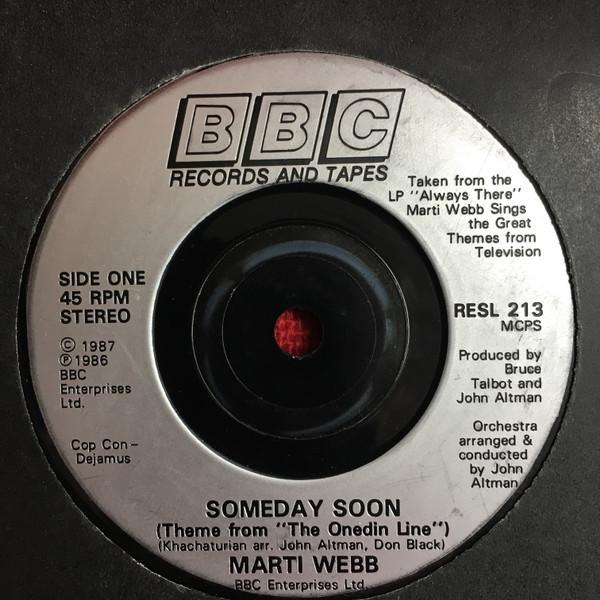 BBC
RECORDS AND TAPES
Taken from the
LP "Always There"
Marti Webb Sings
the Great
Themes from
Television
SIDE ONE
45 RPM
STEREO
© 1987
℗ 1986
BBC
Enterprises
Ltd.
Cop Con-
Dejamus
RESL 213
MCPS
Produced by
Bruce
Talbot and
John Altman
Orchestra
arranged &
conducted
by John
Altman
SOMEDAY SOON
(Theme from "The Onedin Line")
(Khachaturian arr. John Altman, Don Black)
MARTI WEBB
BBC Enterprises Ltd.